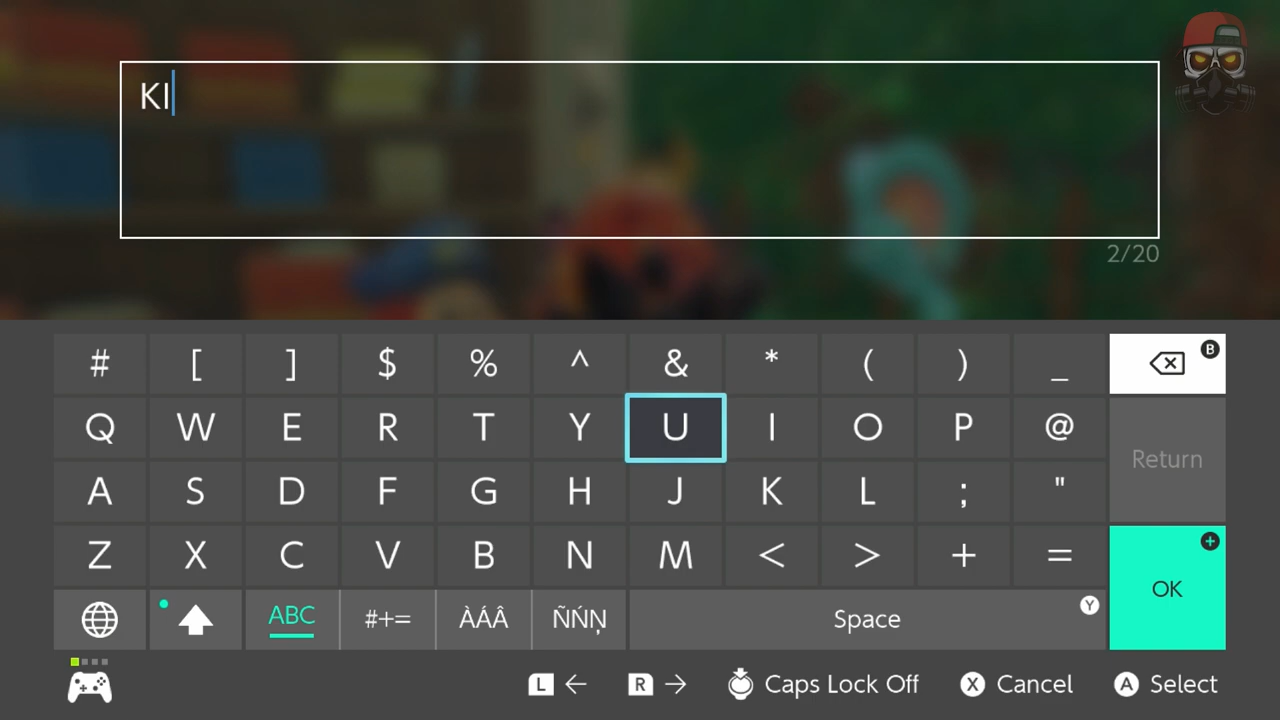 KI
2/20
# [ ] $ % ^ & * ( ) _ B
Q W E R T Y U I O P @ Return
A S D F G H J K L ; "
Z X C V B N M < > + = + OK
ABC #+= ÀÁÂ ÑŃŅ Space Y
L ← R → Caps Lock Off X Cancel A Select